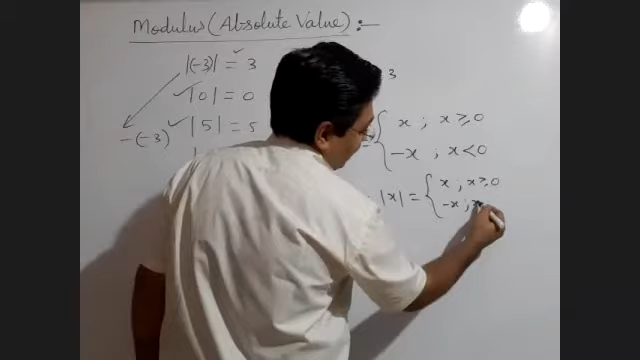 Modulus (Absolute Value) :—
|(-3)| = 3
|0| = 0
-(-3)
|5| = 5
3
= { x ; x ≥ 0
-x ; x < 0
|x| = { x ; x ≥ 0
-x ; x